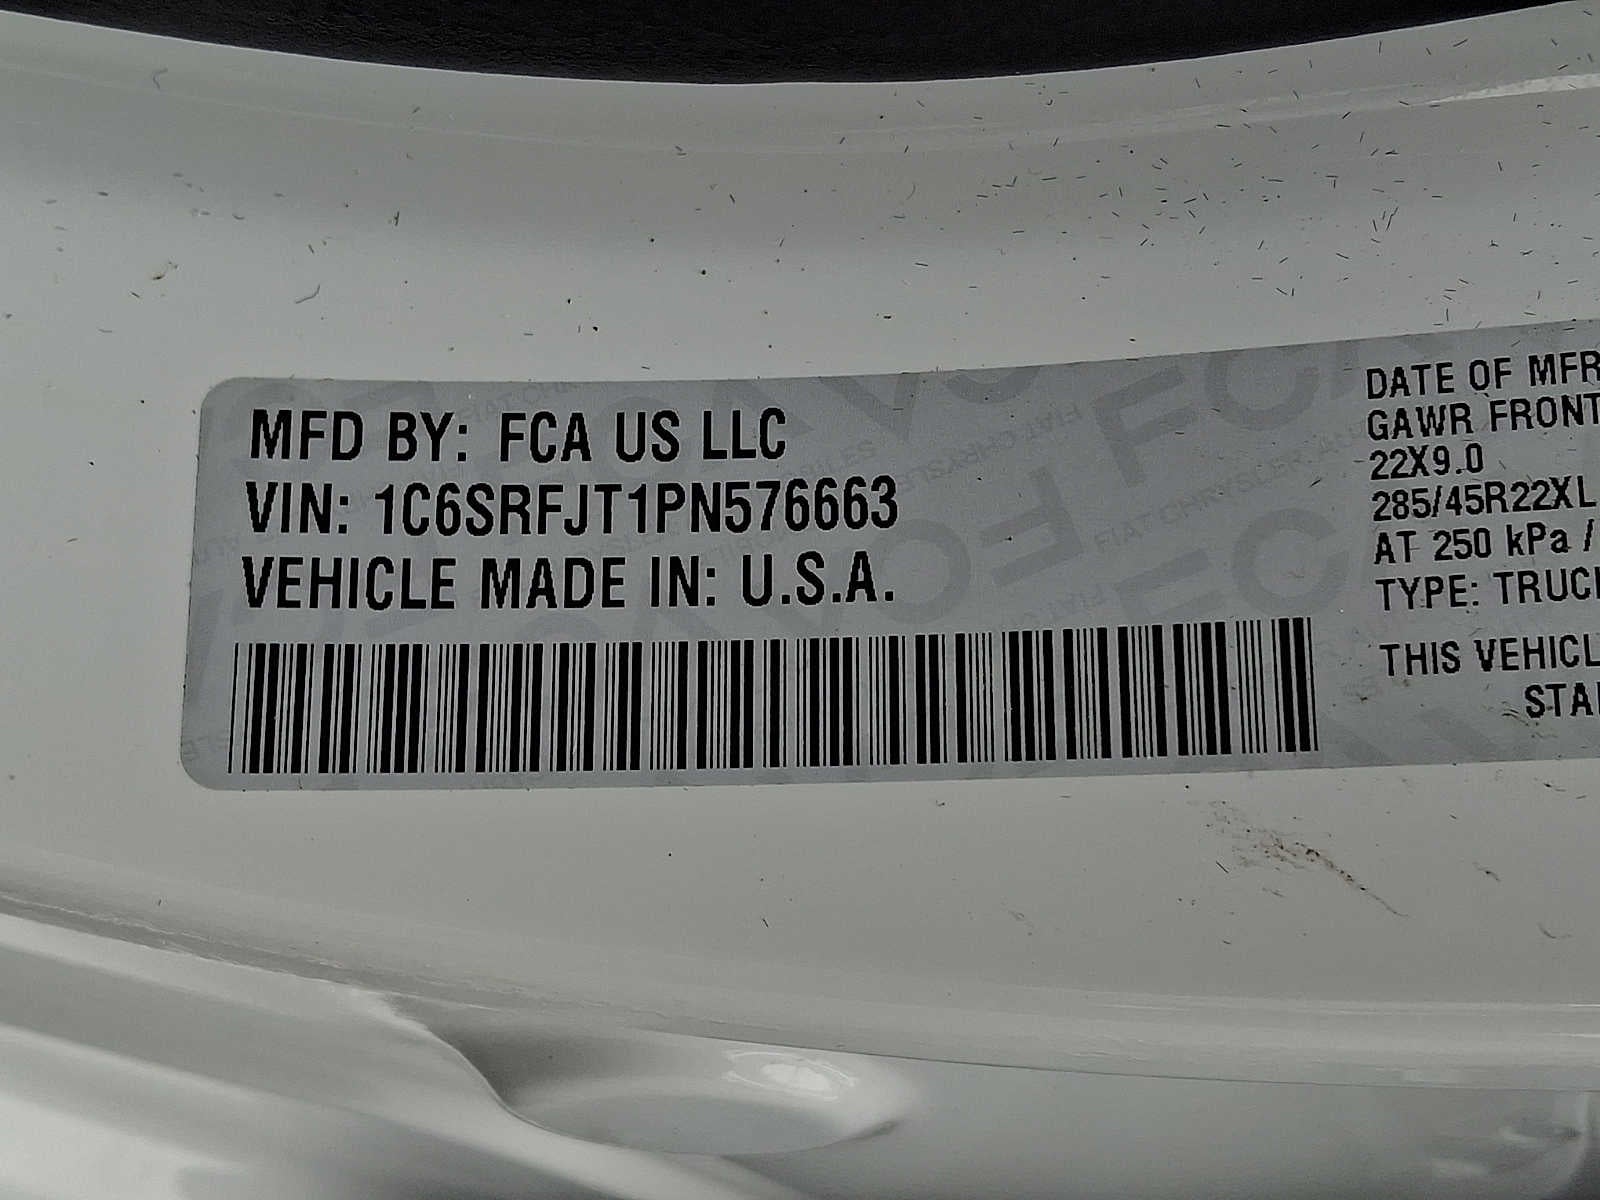 MFD BY: FCA US LLC
VIN: 1C6SRFJT1PN576663
VEHICLE MADE IN: U.S.A.
DATE OF MFR
GAWR FRONT
22X9.0
285/45R22XL
AT 250 kPa /
TYPE: TRUCK
THIS VEHICL
STA